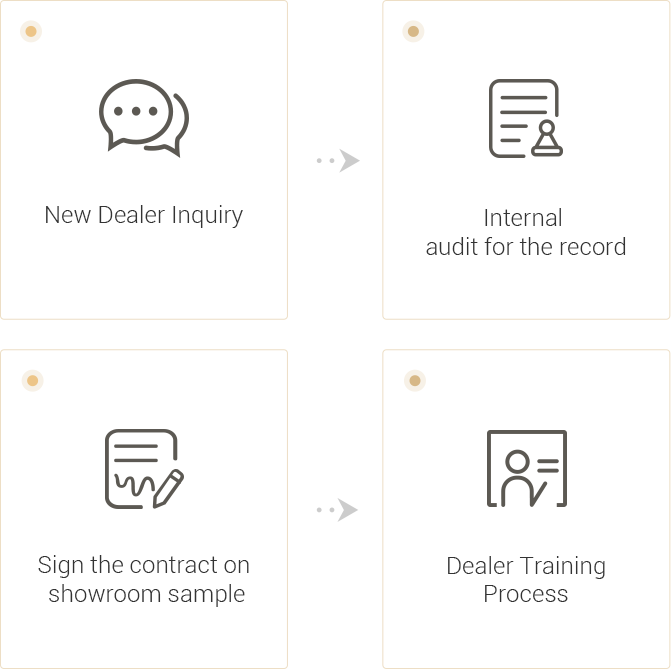 New Dealer Inquiry
Internal
audit for the record
Sign the contract on
showroom sample
Dealer Training
Process